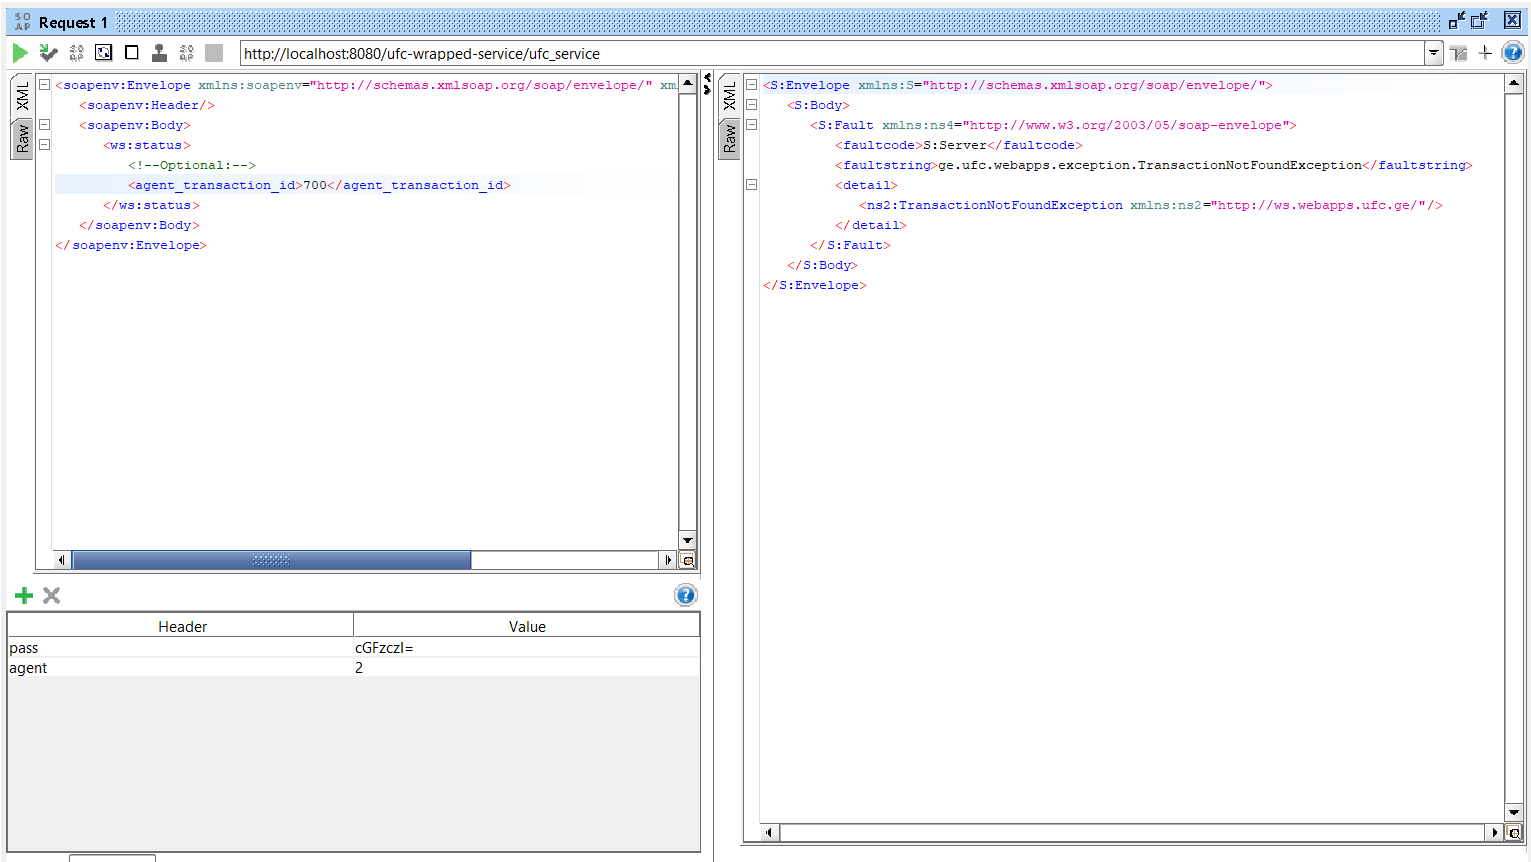 SO
AP
Request 1
http://localhost:8080/ufc-wrapped-service/ufc_service
XML
Raw
<soapenv:Envelope xmlns:soapenv="http://schemas.xmlsoap.org/soap/envelope/" xm
<soapenv:Header/>
<soapenv:Body>
<ws:status>
<!--Optional:-->
<agent_transaction_id>700</agent_transaction_id>
</ws:status>
</soapenv:Body>
</soapenv:Envelope>
Header Value
pass cGFzczI=
agent 2
XML
Raw
<S:Envelope xmlns:S="http://schemas.xmlsoap.org/soap/envelope/">
<S:Body>
<S:Fault xmlns:ns4="http://www.w3.org/2003/05/soap-envelope">
<faultcode>S:Server</faultcode>
<faultstring>ge.ufc.webapps.exception.TransactionNotFoundException</faultstring>
<detail>
<ns2:TransactionNotFoundException xmlns:ns2="http://ws.webapps.ufc.ge/"/>
</detail>
</S:Fault>
</S:Body>
</S:Envelope>